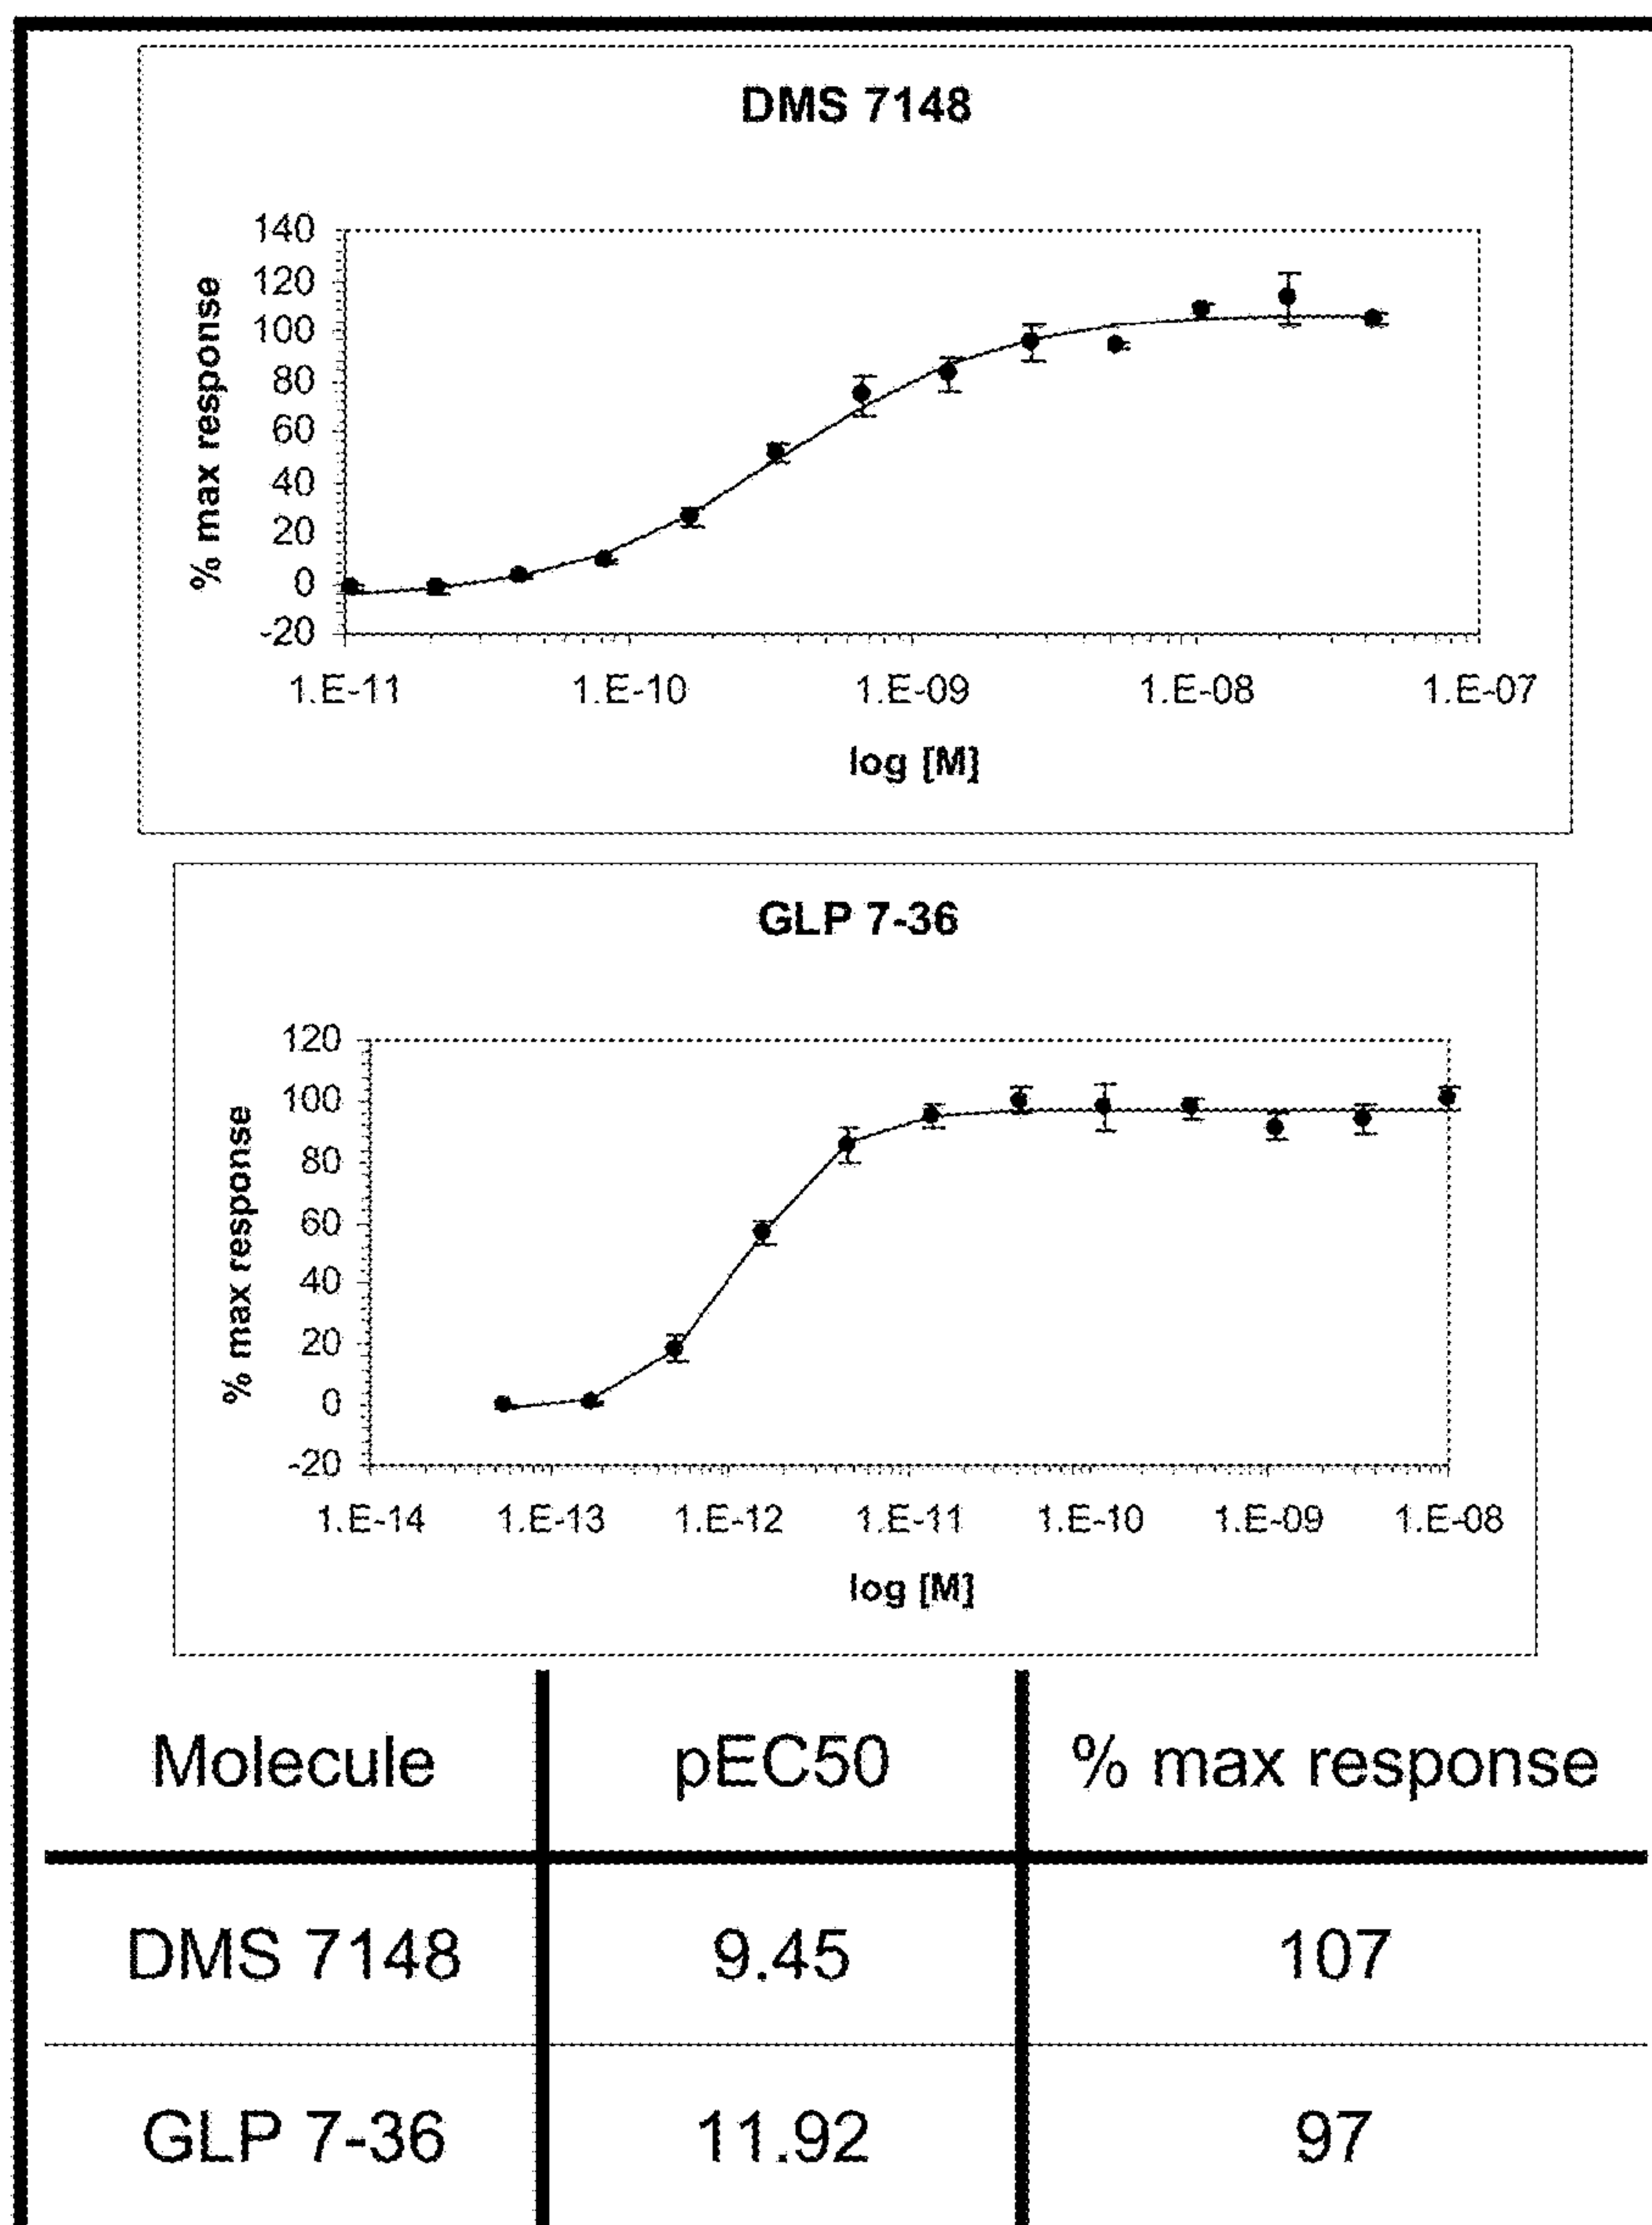 DMS 7148
% max response
140
120
100
80
60
40
20
0
-20
1.E-11 1.E-10 1.E-09 1.E-08 1.E-07
log [M]
GLP 7-36
% max response
120
100
80
60
40
20
0
-20
1.E-14 1.E-13 1.E-12 1.E-11 1.E-10 1.E-09 1.E-08
log [M]
Molecule pEC50 % max response
DMS 7148 9.45 107
GLP 7-36 11.92 97